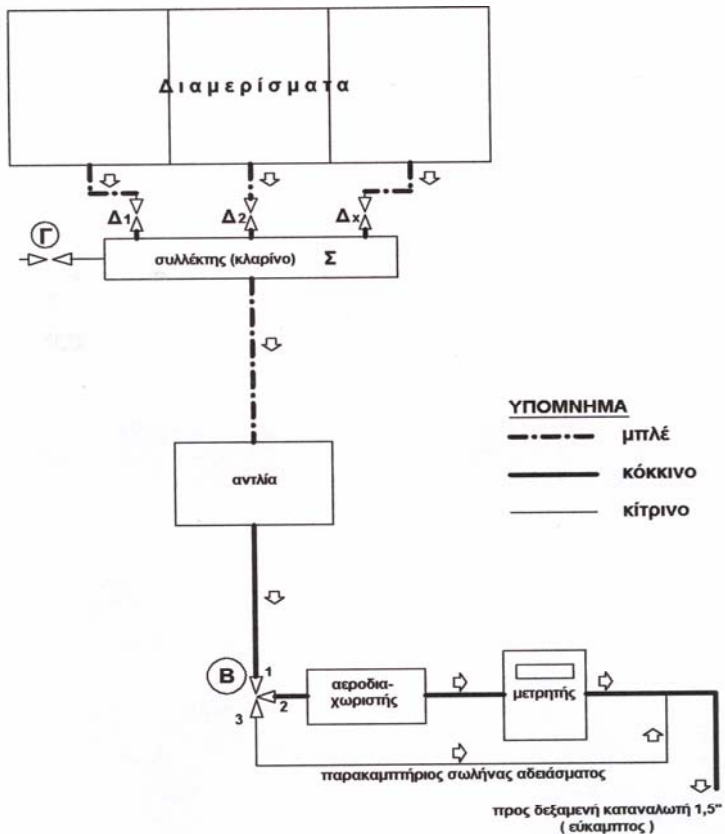 Διαμερίσματα
Δ1
Δ2
Δx
Γ
συλλέκτης (κλαρίνο) Σ
ΥΠΟΜΝΗΜΑ
μπλέ
κόκκινο
κίτρινο
αντλία
Β
1
2
3
αεροδια-
χωριστής
μετρητής
παρακαμπτήριος σωλήνας αδειάσματος
προς δεξαμενή καταναλωτή 1,5"
( εύκαμπτος )